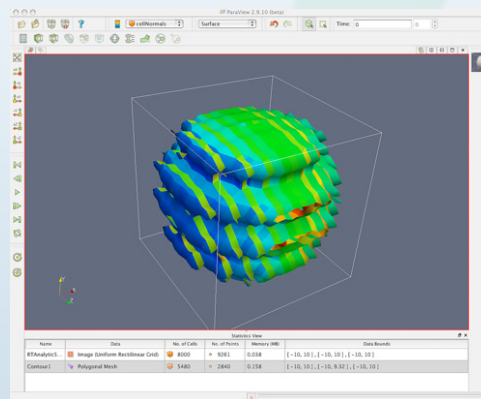 ParaView 2.9.10 (beta)
cellNormals Surface Time: 0 0
Y
Statistics View
Name Data No. of Cells No. of Points Memory (MB) Data Bounds
RTAnalyticS... Image (Uniform Rectilinear Grid) 8000 9261 0.038 [ -10, 10 ] , [ -10, 10 ] , [ -10, 10 ]
Contour1 Polygonal Mesh 5480 2840 0.158 [ -10, 10 ] , [ -10, 9.32 ] , [ -10, 10 ]